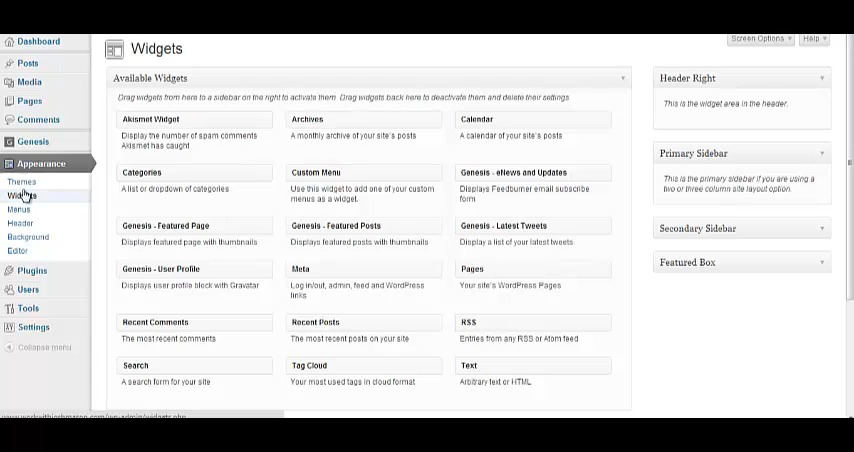 Dashboard
Posts
Media
Pages
Comments
Genesis
Appearance
Themes
Widgets
Menus
Header
Background
Editor
Plugins
Users
Tools
Settings
Collapse menu
Screen Options
Help
Widgets
Available Widgets
Drag widgets from here to a sidebar on the right to activate them. Drag widgets back here to deactivate them and delete their settings
Akismet Widget
Archives
Calendar
Display the number of spam comments
Akismet has caught
A monthly archive of your site's posts
A calendar of your site's posts
Categories
Custom Menu
Genesis - eNews and Updates
A list or dropdown of categories
Use this widget to add one of your custom
menus as a widget.
Displays Feedburner email subscribe
form
Genesis - Featured Page
Genesis - Featured Posts
Genesis - Latest Tweets
Displays featured page with thumbnails
Displays featured posts with thumbnails
Display a list of your latest tweets
Genesis - User Profile
Meta
Pages
Displays user profile block with Gravatar
Log in/out, admin, feed and WordPress
links
Your site's WordPress Pages
Recent Comments
Recent Posts
RSS
The most recent comments
The most recent posts on your site
Entries from any RSS or Atom feed
Search
Tag Cloud
Text
A search form for your site
Your most used tags in cloud format
Arbitrary text or HTML
Header Right
This is the widget area in the header.
Primary Sidebar
This is the primary sidebar if you are using a
two or three column site layout option.
Secondary Sidebar
Featured Box